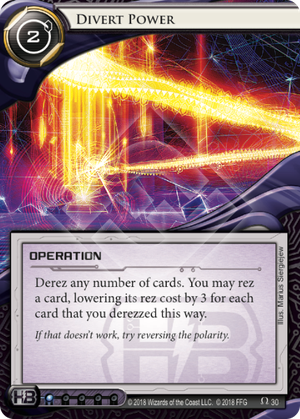 Divert Power
2
OPERATION
Derez any number of cards. You may rez
a card, lowering its rez cost by 3 for each
card that you derezzed this way.
If that doesn't work, try reversing the polarity.
Illus. Marius Siergiejew
HB
HB
© 2018 Wizards of the Coast LLC. © 2018 FFG
30